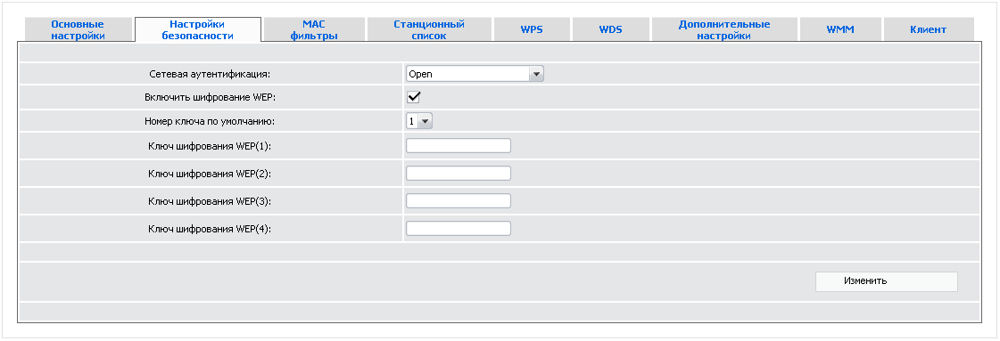 Основные настройки
Настройки безопасности
MAC фильтры
Станционный список
WPS
WDS
Дополнительные настройки
WMM
Клиент
Сетевая аутентификация:
Open
Включить шифрование WEP:
Номер ключа по умолчанию:
1
Ключ шифрования WEP(1):
Ключ шифрования WEP(2):
Ключ шифрования WEP(3):
Ключ шифрования WEP(4):
Изменить